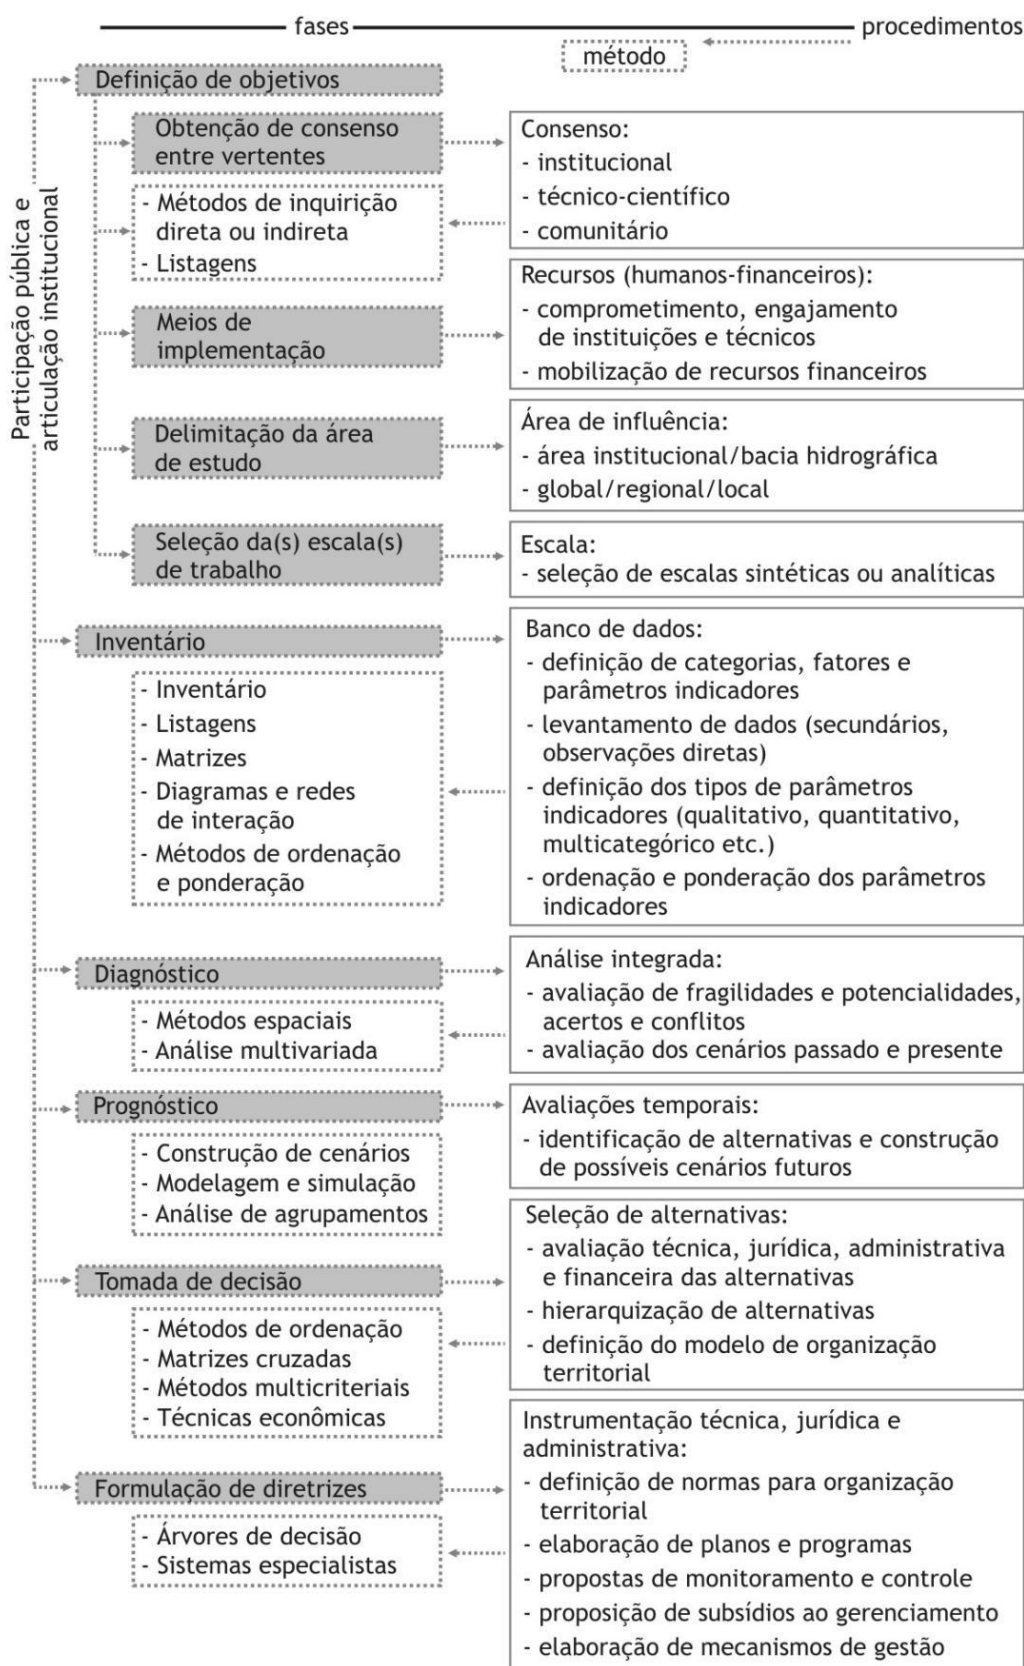 fases
procedimentos
método
Participação pública e
articulação institucional
Definição de objetivos
Obtenção de consenso
entre vertentes
Consenso:
- institucional
- técnico-científico
- comunitário
- Métodos de inquirição
direta ou indireta
- Listagens
Meios de
implementação
Recursos (humanos-financeiros):
- comprometimento, engajamento
de instituições e técnicos
- mobilização de recursos financeiros
Delimitação da área
de estudo
Área de influência:
- área institucional/bacia hidrográfica
- global/regional/local
Seleção da(s) escala(s)
de trabalho
Escala:
- seleção de escalas sintéticas ou analíticas
Inventário
Banco de dados:
- definição de categorias, fatores e
parâmetros indicadores
- levantamento de dados (secundários,
observações diretas)
- definição dos tipos de parâmetros
indicadores (qualitativo, quantitativo,
multicategórico etc.)
- ordenação e ponderação dos parâmetros
indicadores
- Inventário
- Listagens
- Matrizes
- Diagramas e redes
de interação
- Métodos de ordenação
e ponderação
Diagnóstico
Análise integrada:
- avaliação de fragilidades e potencialidades,
acertos e conflitos
- avaliação dos cenários passado e presente
- Métodos espaciais
- Análise multivariada
Prognóstico
Avaliações temporais:
- identificação de alternativas e construção
de possíveis cenários futuros
- Construção de cenários
- Modelagem e simulação
- Análise de agrupamentos
Tomada de decisão
Seleção de alternativas:
- avaliação técnica, jurídica, administrativa
e financeira das alternativas
- hierarquização de alternativas
- definição do modelo de organização
territorial
- Métodos de ordenação
- Matrizes cruzadas
- Métodos multicriteriais
- Técnicas econômicas
Formulação de diretrizes
Instrumentação técnica, jurídica e
administrativa:
- definição de normas para organização
territorial
- elaboração de planos e programas
- propostas de monitoramento e controle
- proposição de subsídios ao gerenciamento
- elaboração de mecanismos de gestão
- Árvores de decisão
- Sistemas especialistas